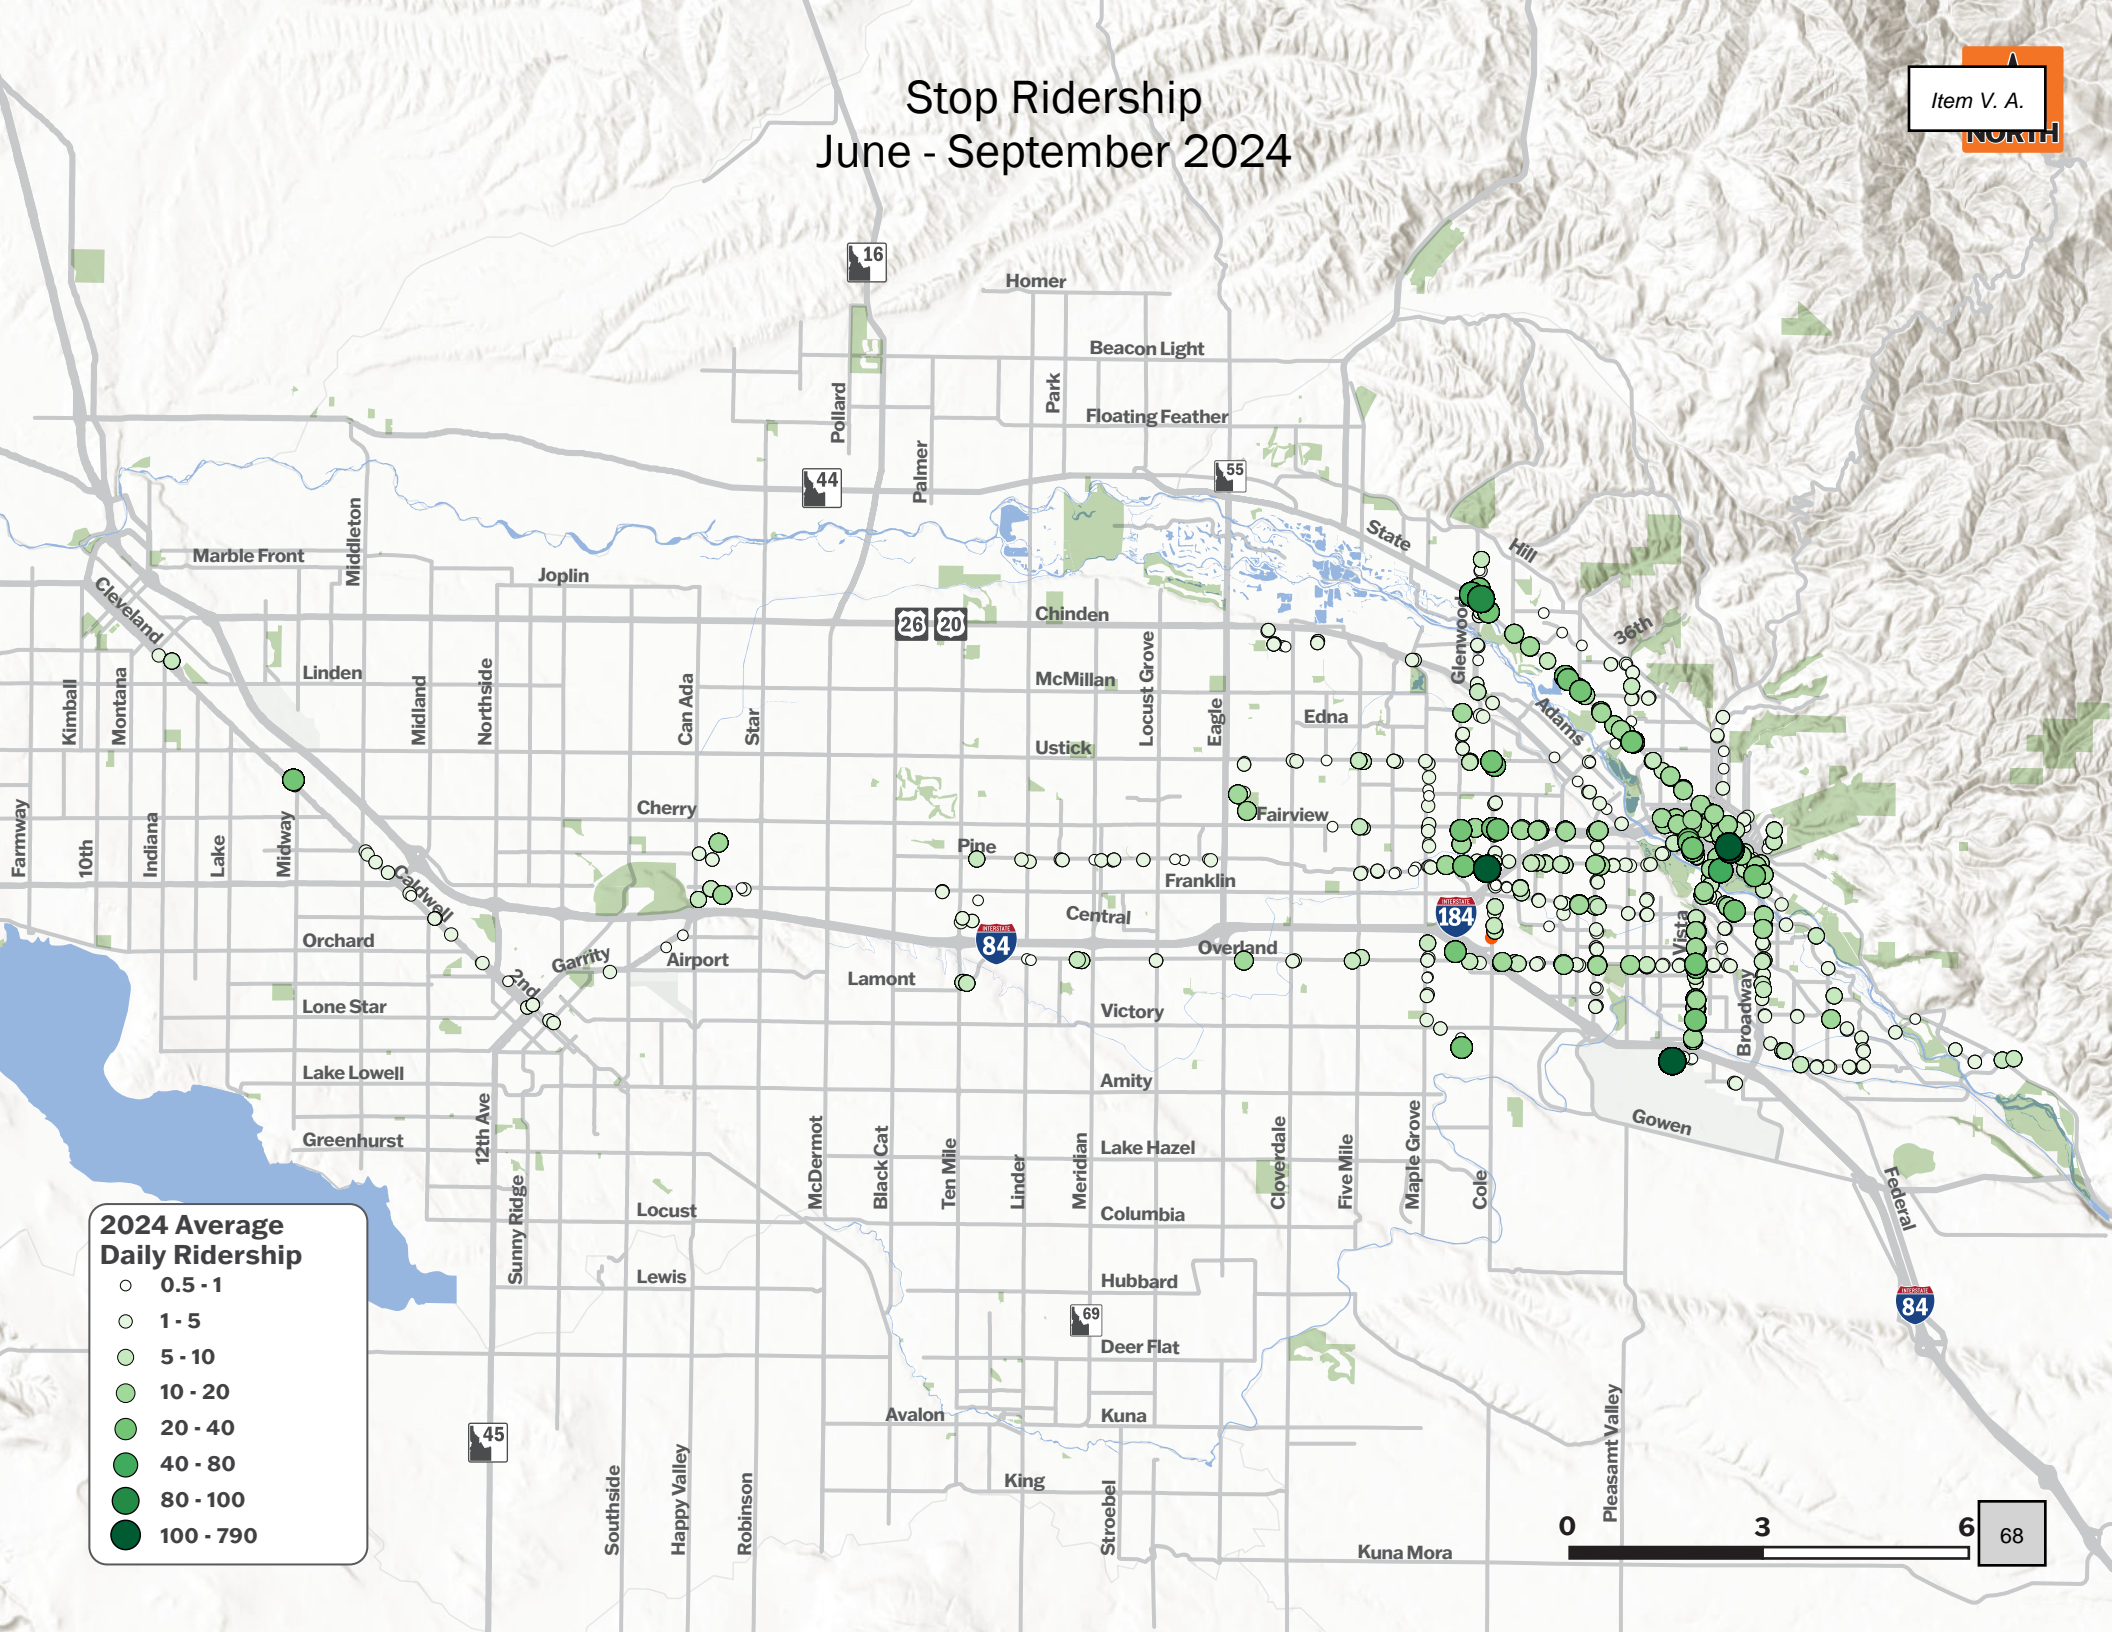 Stop Ridership
June - September 2024
Item V. A.
NORTH
16
Homer
Beacon Light
Park
Pollard
Floating Feather
Palmer
44
55
State
Hill
Middleton
Marble Front
Joplin
Cleveland
26
20
Chinden
Glenwood
36th
Linden
McMillan
Locust Grove
Kimball
Montana
Midland
Northside
Can Ada
Star
Eagle
Edna
Adams
Ustick
Farmway
10th
Indiana
Lake
Midway
Cherry
Fairview
Pine
Franklin
Caldwell
Central
184
84
Orchard
Garrity
Airport
Overland
Vista
2nd
Lamont
Lone Star
Victory
Broadway
Lake Lowell
Amity
12th Ave
Greenhurst
McDermot
Black Cat
Ten Mile
Linder
Meridian
Lake Hazel
Cloverdale
Five Mile
Maple Grove
Cole
Gowen
Federal
Sunny Ridge
Locust
Columbia
Lewis
Hubbard
84
69
Deer Flat
45
Avalon
Kuna
Pleasant Valley
Southside
Happy Valley
Robinson
King
Stroebel
Kuna Mora
2024 Average
Daily Ridership
0.5 - 1
1 - 5
5 - 10
10 - 20
20 - 40
40 - 80
80 - 100
100 - 790
0 3 6
68
INTERSTATE
INTERSTATE
INTERSTATE